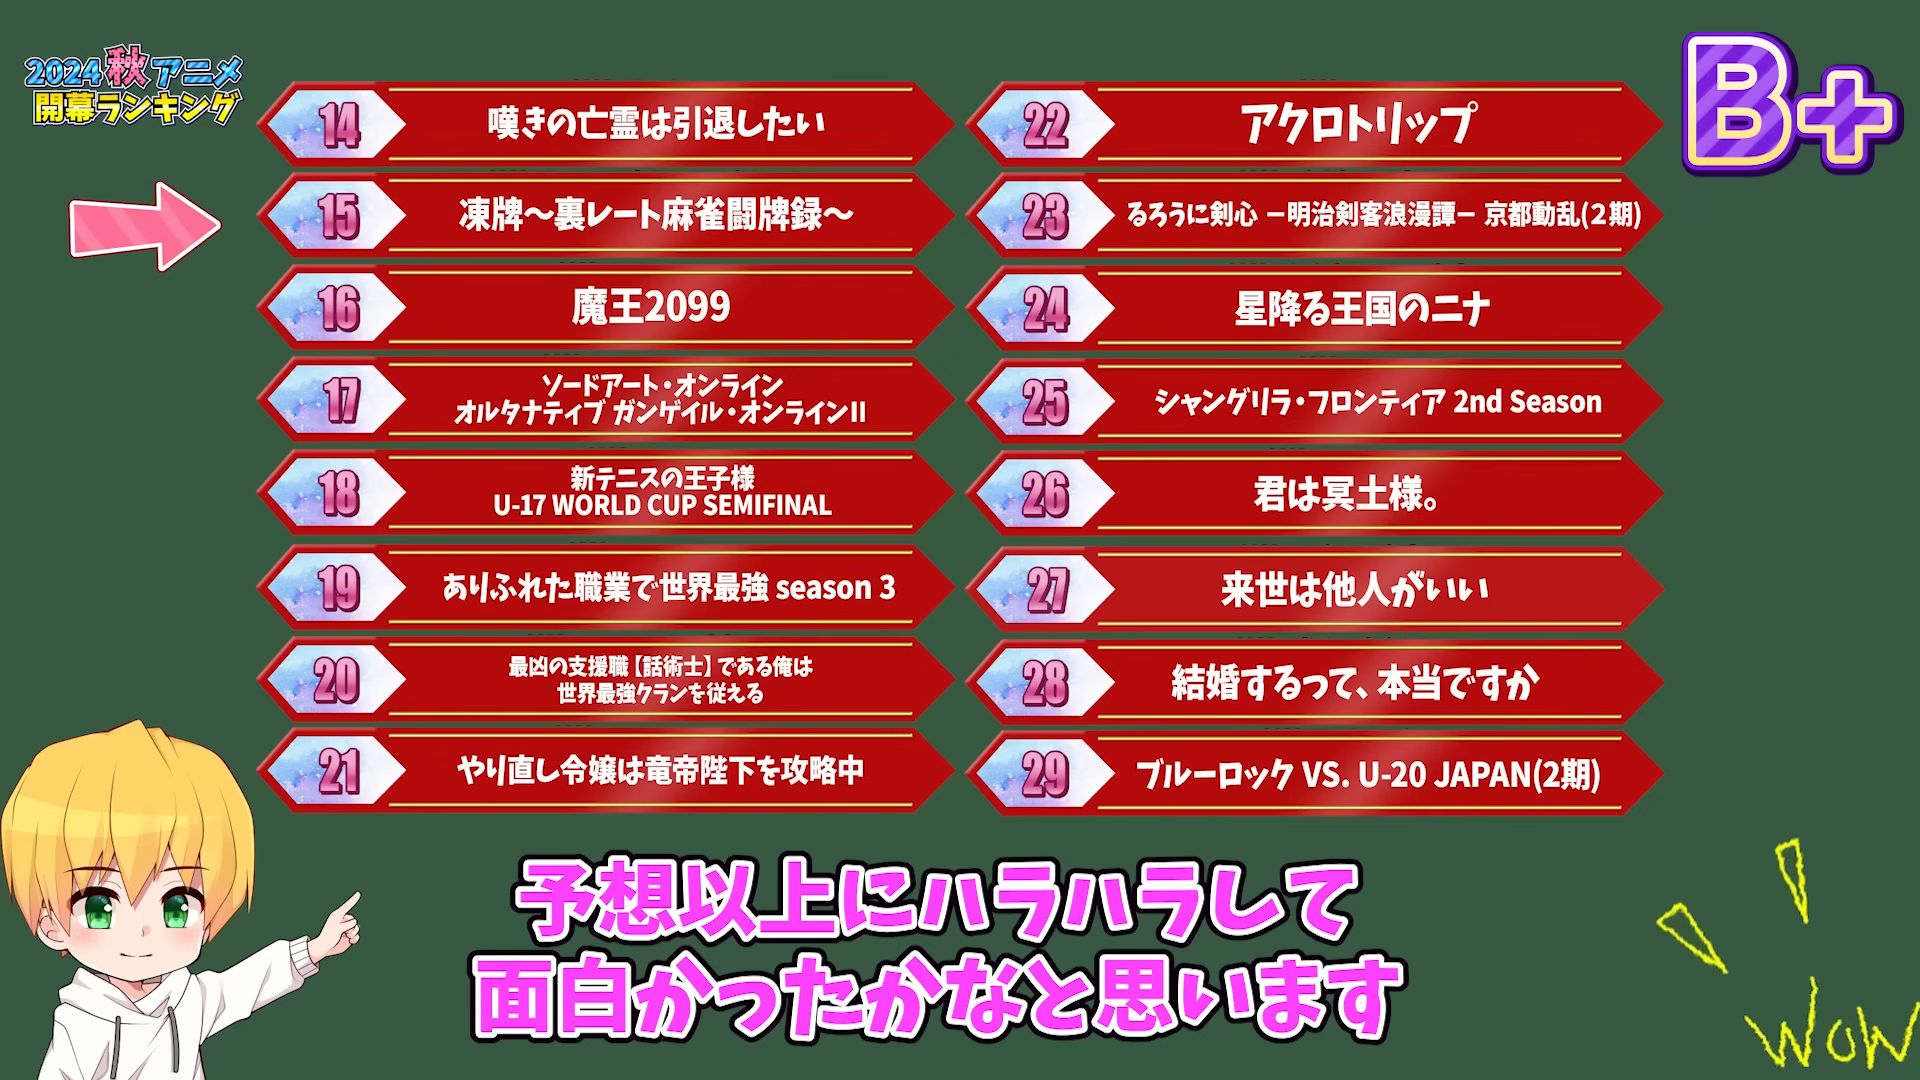 2024秋アニメ
開幕ランキング
B+
14 嘆きの亡霊は引退したい
15 凍牌～裏レート麻雀闘牌録～
16 魔王2099
17 ソードアート・オンライン
オルタナティブ ガンゲイル・オンラインⅡ
18 新テニスの王子様
U-17 WORLD CUP SEMIFINAL
19 ありふれた職業で世界最強 season 3
20 最凶の支援職【話術士】である俺は
世界最強クランを従える
21 やり直し令嬢は竜帝陛下を攻略中
22 アクロトリップ
23 るろうに剣心 －明治剣客浪漫譚－ 京都動乱(2期)
24 星降る王国のニナ
25 シャングリラ・フロンティア 2nd Season
26 君は冥土様。
27 来世は他人がいい
28 結婚するって、本当ですか
29 ブルーロック VS. U-20 JAPAN(2期)
予想以上にハラハラして
面白かったかなと思います
WOW